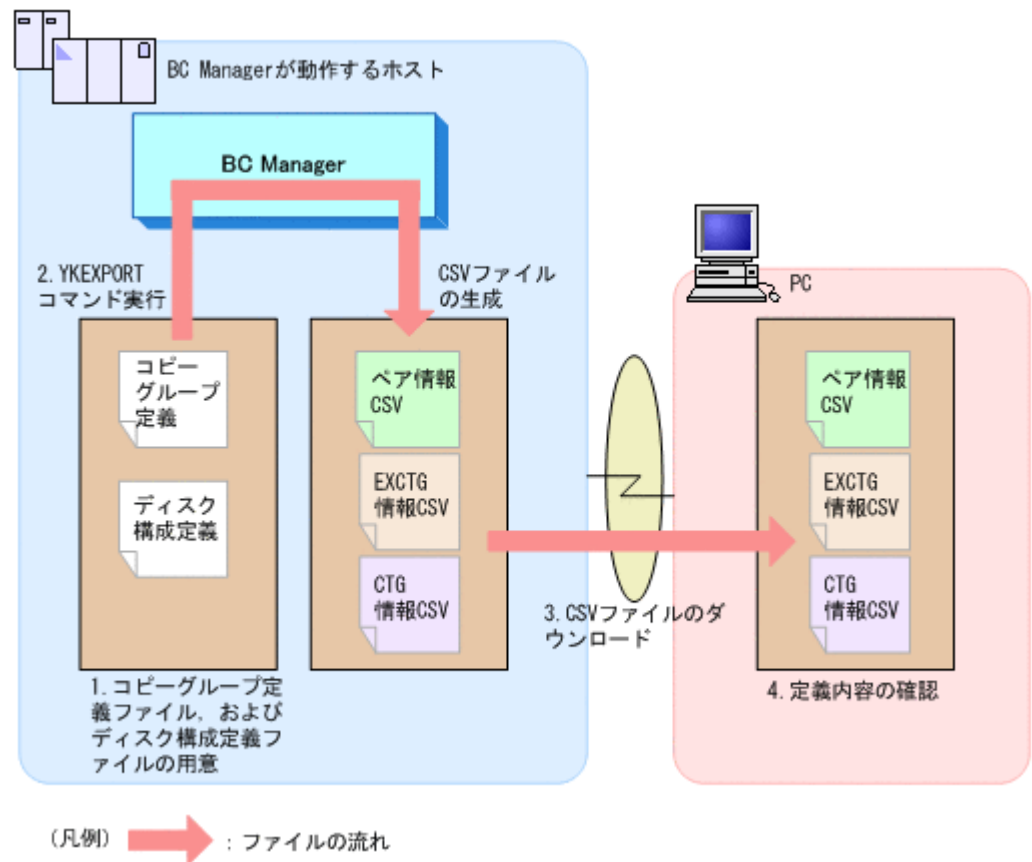 BC Managerが動作するホスト
BC Manager
2. YKEXPORT
コマンド実行
CSVファイル
の生成
コピー
グループ
定義
ディスク
構成定義
ペア情報
CSV
EXCTG
情報CSV
CTG
情報CSV
1. コピーグループ定
義ファイル，および
ディスク構成定義フ
ァイルの用意
3. CSVファイルのダ
ウンロード
PC
ペア情報
CSV
EXCTG
情報CSV
CTG
情報CSV
4. 定義内容の確認
(凡例)
: ファイルの流れ